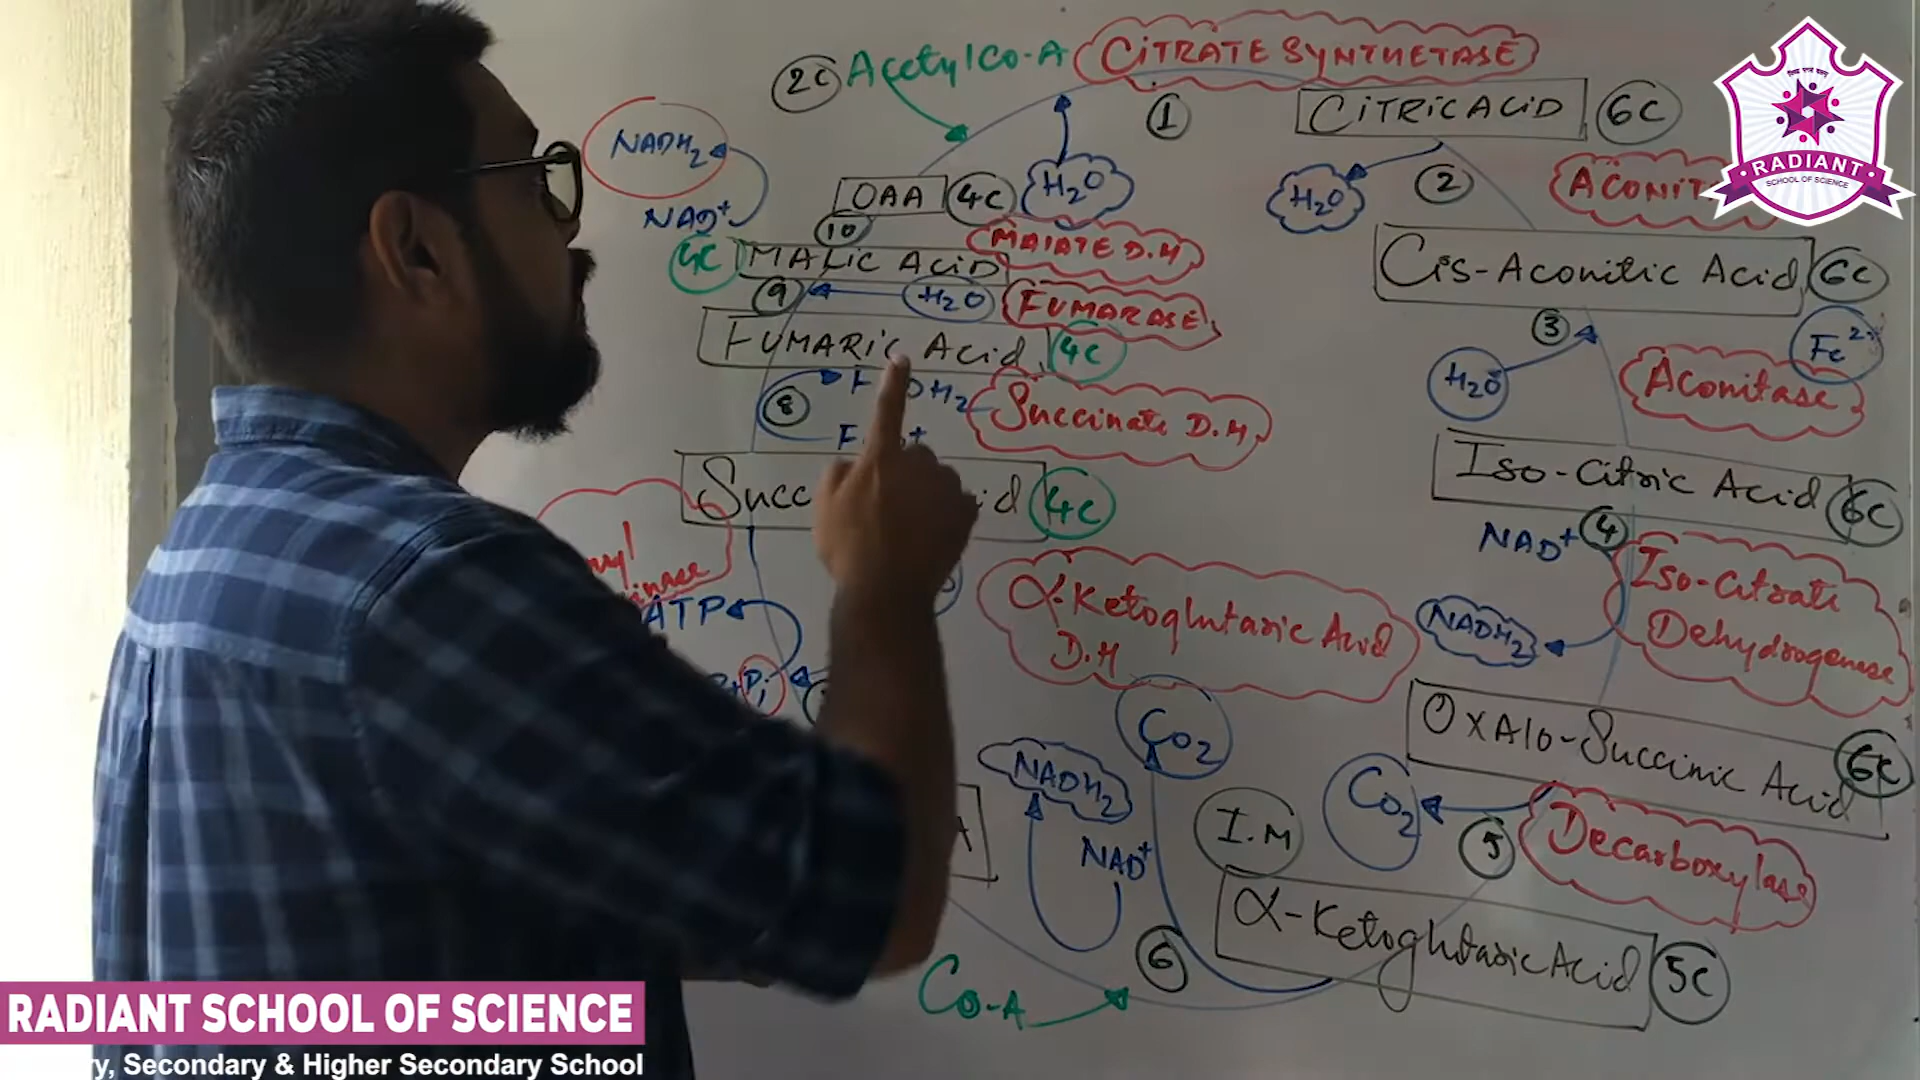 2C Acetyl Co-A CITRATE SYNTHETASE
1
CITRIC ACID 6C
NADH₂
NAD⁺
OAA 4C
H₂O
H₂O
2
10
MALATE D.H
4C MALIC ACID
9
H₂O
FUMARASE
Cis-Aconitic Acid 6C
3
Fe²⁺
FUMARIC ACID 4C
H₂O
Aconitase
8
Succinate D.H
4C
Iso-Citric Acid 6C
NAD⁺
4
Iso-Citrate
Dehydrogenase
NADH₂
ATP
α-Ketoglutaric Acid
D.H
CO₂
OxAlo-Succinic Acid 6C
NADH₂
NAD⁺
I.M
CO₂
5
Decarboxylase
α-Ketoglutaric Acid 5C
6
Co-A
RADIANT
SCHOOL OF SCIENCE
RADIANT SCHOOL OF SCIENCE
Secondary & Higher Secondary School